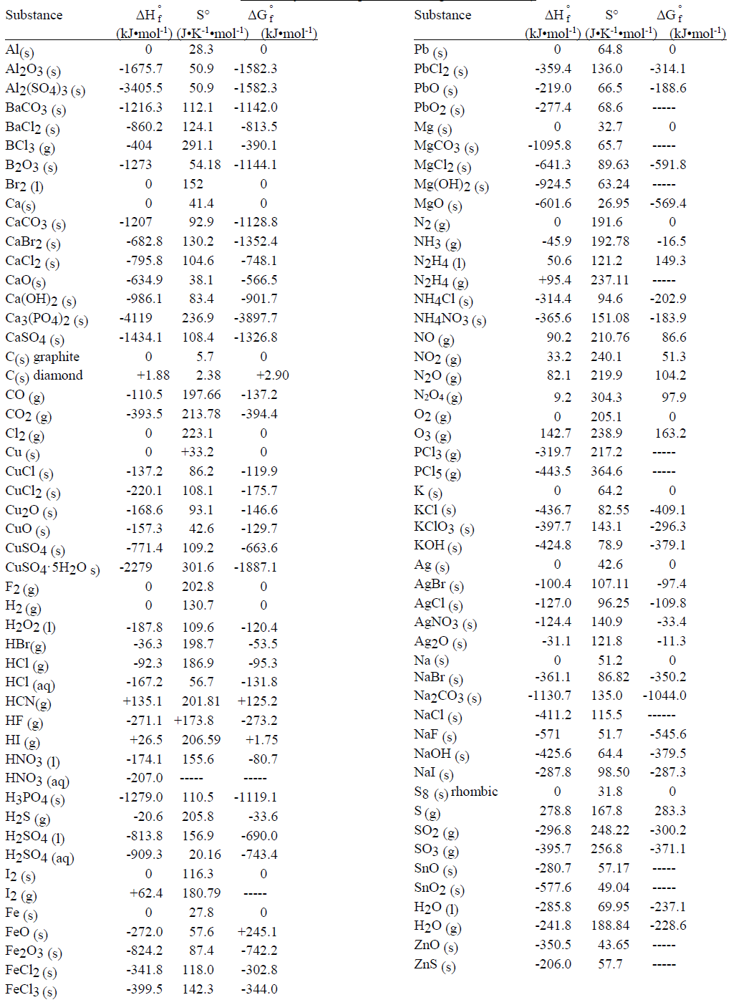 Substance ΔH°f S° ΔG°f
(kJ•mol-1) (J•K-1•mol-1) (kJ•mol-1)
Al(s) 0 28.3 0
Al2O3 (s) -1675.7 50.9 -1582.3
Al2(SO4)3 (s) -3405.5 50.9 -1582.3
BaCO3 (s) -1216.3 112.1 -1142.0
BaCl2 (s) -860.2 124.1 -813.5
BCl3 (g) -404 291.1 -390.1
B2O3 (s) -1273 54.18 -1144.1
Br2 (l) 0 152 0
Ca(s) 0 41.4 0
CaCO3 (s) -1207 92.9 -1128.8
CaBr2 (s) -682.8 130.2 -1352.4
CaCl2 (s) -795.8 104.6 -748.1
CaO(s) -634.9 38.1 -566.5
Ca(OH)2 (s) -986.1 83.4 -901.7
Ca3(PO4)2 (s) -4119 236.9 -3897.7
CaSO4 (s) -1434.1 108.4 -1326.8
C(s) graphite 0 5.7 0
C(s) diamond +1.88 2.38 +2.90
CO (g) -110.5 197.66 -137.2
CO2 (g) -393.5 213.78 -394.4
Cl2 (g) 0 223.1 0
Cu (s) 0 +33.2 0
CuCl (s) -137.2 86.2 -119.9
CuCl2 (s) -220.1 108.1 -175.7
Cu2O (s) -168.6 93.1 -146.6
CuO (s) -157.3 42.6 -129.7
CuSO4 (s) -771.4 109.2 -663.6
CuSO4·5H2O s) -2279 301.6 -1887.1
F2 (g) 0 202.8 0
H2 (g) 0 130.7 0
H2O2 (l) -187.8 109.6 -120.4
HBr(g) -36.3 198.7 -53.5
HCl (g) -92.3 186.9 -95.3
HCl (aq) -167.2 56.7 -131.8
HCN(g) +135.1 201.81 +125.2
HF (g) -271.1 +173.8 -273.2
HI (g) +26.5 206.59 +1.75
HNO3 (l) -174.1 155.6 -80.7
HNO3 (aq) -207.0 ----- -----
H3PO4 (s) -1279.0 110.5 -1119.1
H2S (g) -20.6 205.8 -33.6
H2SO4 (l) -813.8 156.9 -690.0
H2SO4 (aq) -909.3 20.16 -743.4
I2 (s) 0 116.3 0
I2 (g) +62.4 180.79 -----
Fe (s) 0 27.8 0
FeO (s) -272.0 57.6 +245.1
Fe2O3 (s) -824.2 87.4 -742.2
FeCl2 (s) -341.8 118.0 -302.8
FeCl3 (s) -399.5 142.3 -344.0
Substance ΔH°f S° ΔG°f
(kJ•mol-1) (J•K-1•mol-1) (kJ•mol-1)
Pb (s) 0 64.8 0
PbCl2 (s) -359.4 136.0 -314.1
PbO (s) -219.0 66.5 -188.6
PbO2 (s) -277.4 68.6 -----
Mg (s) 0 32.7 0
MgCO3 (s) -1095.8 65.7 -----
MgCl2 (s) -641.3 89.63 -591.8
Mg(OH)2 (s) -924.5 63.24 -----
MgO (s) -601.6 26.95 -569.4
N2 (g) 0 191.6 0
NH3 (g) -45.9 192.78 -16.5
N2H4 (l) 50.6 121.2 149.3
N2H4 (g) +95.4 237.11 -----
NH4Cl (s) -314.4 94.6 -202.9
NH4NO3 (s) -365.6 151.08 -183.9
NO (g) 90.2 210.76 86.6
NO2 (g) 33.2 240.1 51.3
N2O (g) 82.1 219.9 104.2
N2O4 (g) 9.2 304.3 97.9
O2 (g) 0 205.1 0
O3 (g) 142.7 238.9 163.2
PCl3 (g) -319.7 217.2 -----
PCl5 (g) -443.5 364.6 -----
K (s) 0 64.2 0
KCl (s) -436.7 82.55 -409.1
KClO3 (s) -397.7 143.1 -296.3
KOH (s) -424.8 78.9 -379.1
Ag (s) 0 42.6 0
AgBr (s) -100.4 107.11 -97.4
AgCl (s) -127.0 96.25 -109.8
AgNO3 (s) -124.4 140.9 -33.4
Ag2O (s) -31.1 121.8 -11.3
Na (s) 0 51.2 0
NaBr (s) -361.1 86.82 -350.2
Na2CO3 (s) -1130.7 135.0 -1044.0
NaCl (s) -411.2 115.5 ------
NaF (s) -571 51.7 -545.6
NaOH (s) -425.6 64.4 -379.5
NaI (s) -287.8 98.50 -287.3
S8 (s) rhombic 0 31.8 0
S (g) 278.8 167.8 283.3
SO2 (g) -296.8 248.22 -300.2
SO3 (g) -395.7 256.8 -371.1
SnO (s) -280.7 57.17 -----
SnO2 (s) -577.6 49.04 -----
H2O (l) -285.8 69.95 -237.1
H2O (g) -241.8 188.84 -228.6
ZnO (s) -350.5 43.65 -----
ZnS (s) -206.0 57.7 -----